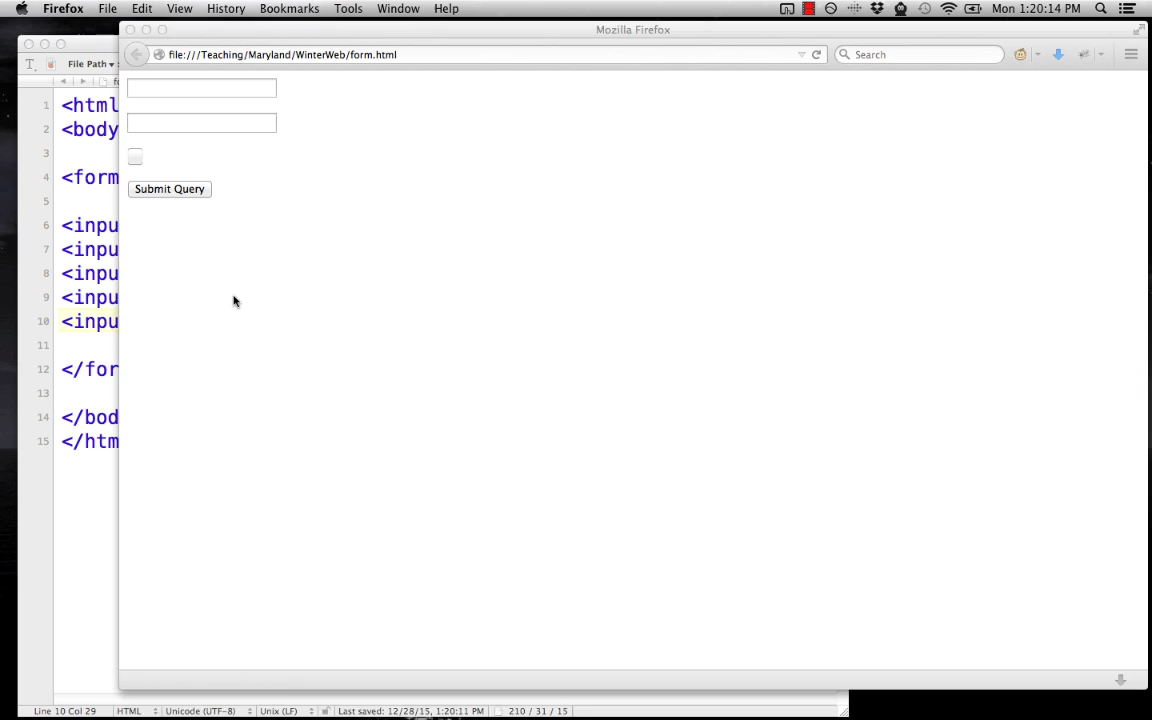 Firefox File Edit View History Bookmarks Tools Window Help Mon 1:20:14 PM
Mozilla Firefox
file:///Teaching/Maryland/WinterWeb/form.html Search
T. File Path
1 <html
2 <body
3
4 <form
5
6 <inpu
7 <inpu
8 <inpu
9 <inpu
10 <inpu
11
12 </for
13
14 </bod
15 </htm
Submit Query
Line 10 Col 29 HTML Unicode (UTF-8) Unix (LF) Last saved: 12/28/15, 1:20:11 PM 210 / 31 / 15